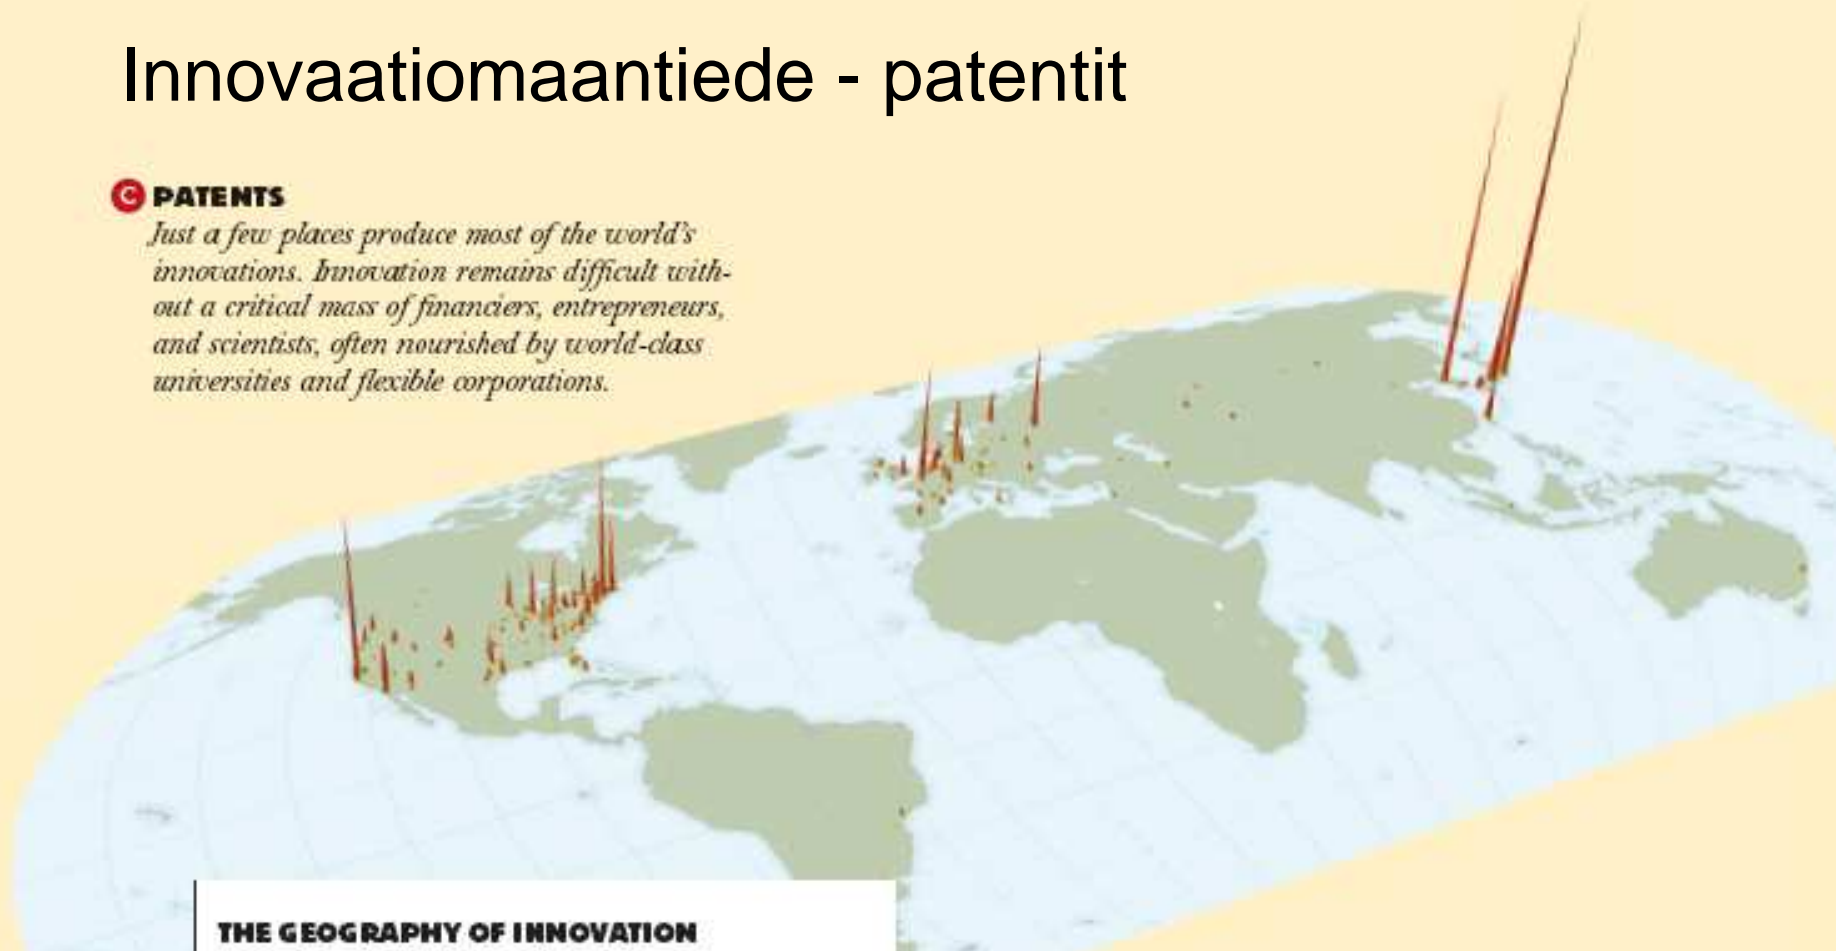 Innovaatiomaantiede - patentit
C PATENTS
Just a few places produce most of the world's
innovations. Innovation remains difficult with-
out a critical mass of financiers, entrepreneurs,
and scientists, often nourished by world-class
universities and flexible corporations.
THE GEOGRAPHY OF INNOVATION